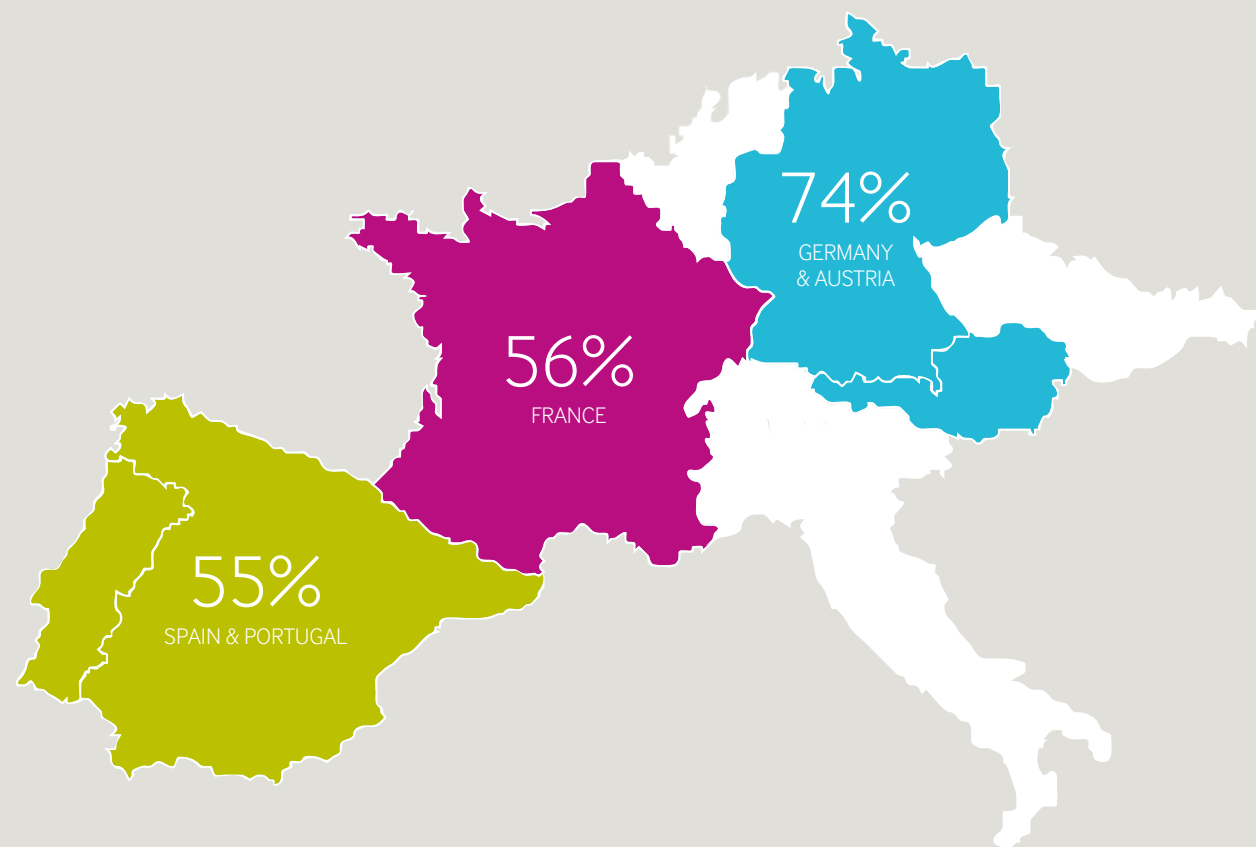 74%
GERMANY
& AUSTRIA
56%
FRANCE
55%
SPAIN & PORTUGAL